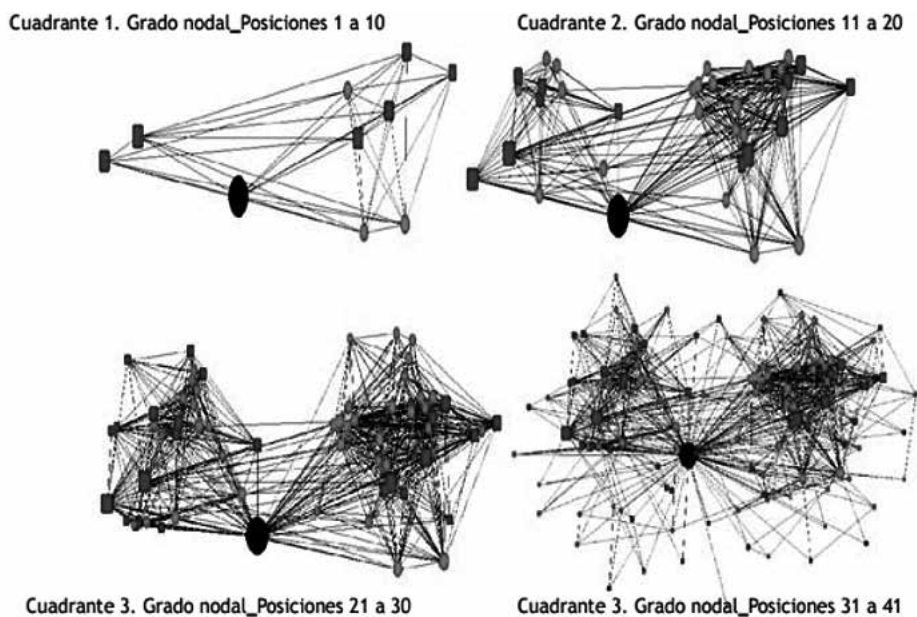 Cuadrante 1. Grado nodal_Posiciones 1 a 10
Cuadrante 2. Grado nodal_Posiciones 11 a 20
Cuadrante 3. Grado nodal_Posiciones 21 a 30
Cuadrante 3. Grado nodal_Posiciones 31 a 41